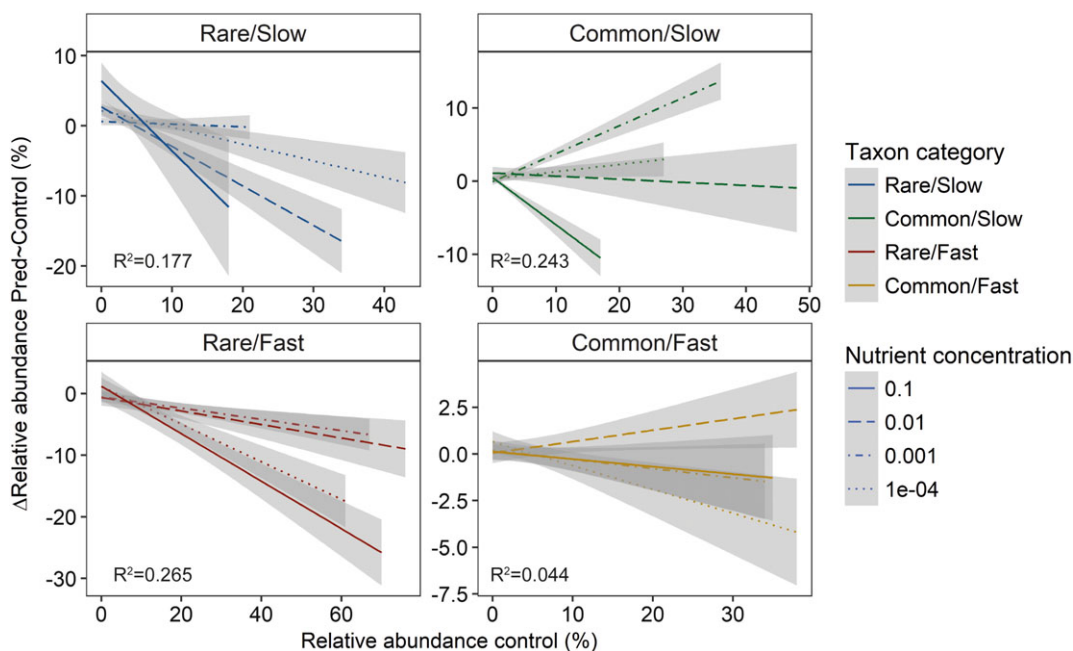 Rare/Slow
Common/Slow
10
0
-10
-20
R²=0.177
0
10
20
30
40
10
0
-10
R²=0.243
0
10
20
30
40
50
Rare/Fast
Common/Fast
0
-10
-20
-30
R²=0.265
0
20
40
60
2.5
0.0
-2.5
-5.0
-7.5
R²=0.044
0
10
20
30
ΔRelative abundance Pred~Control (%)
Relative abundance control (%)
Taxon category
Rare/Slow
Common/Slow
Rare/Fast
Common/Fast
Nutrient concentration
0.1
0.01
0.001
1e-04